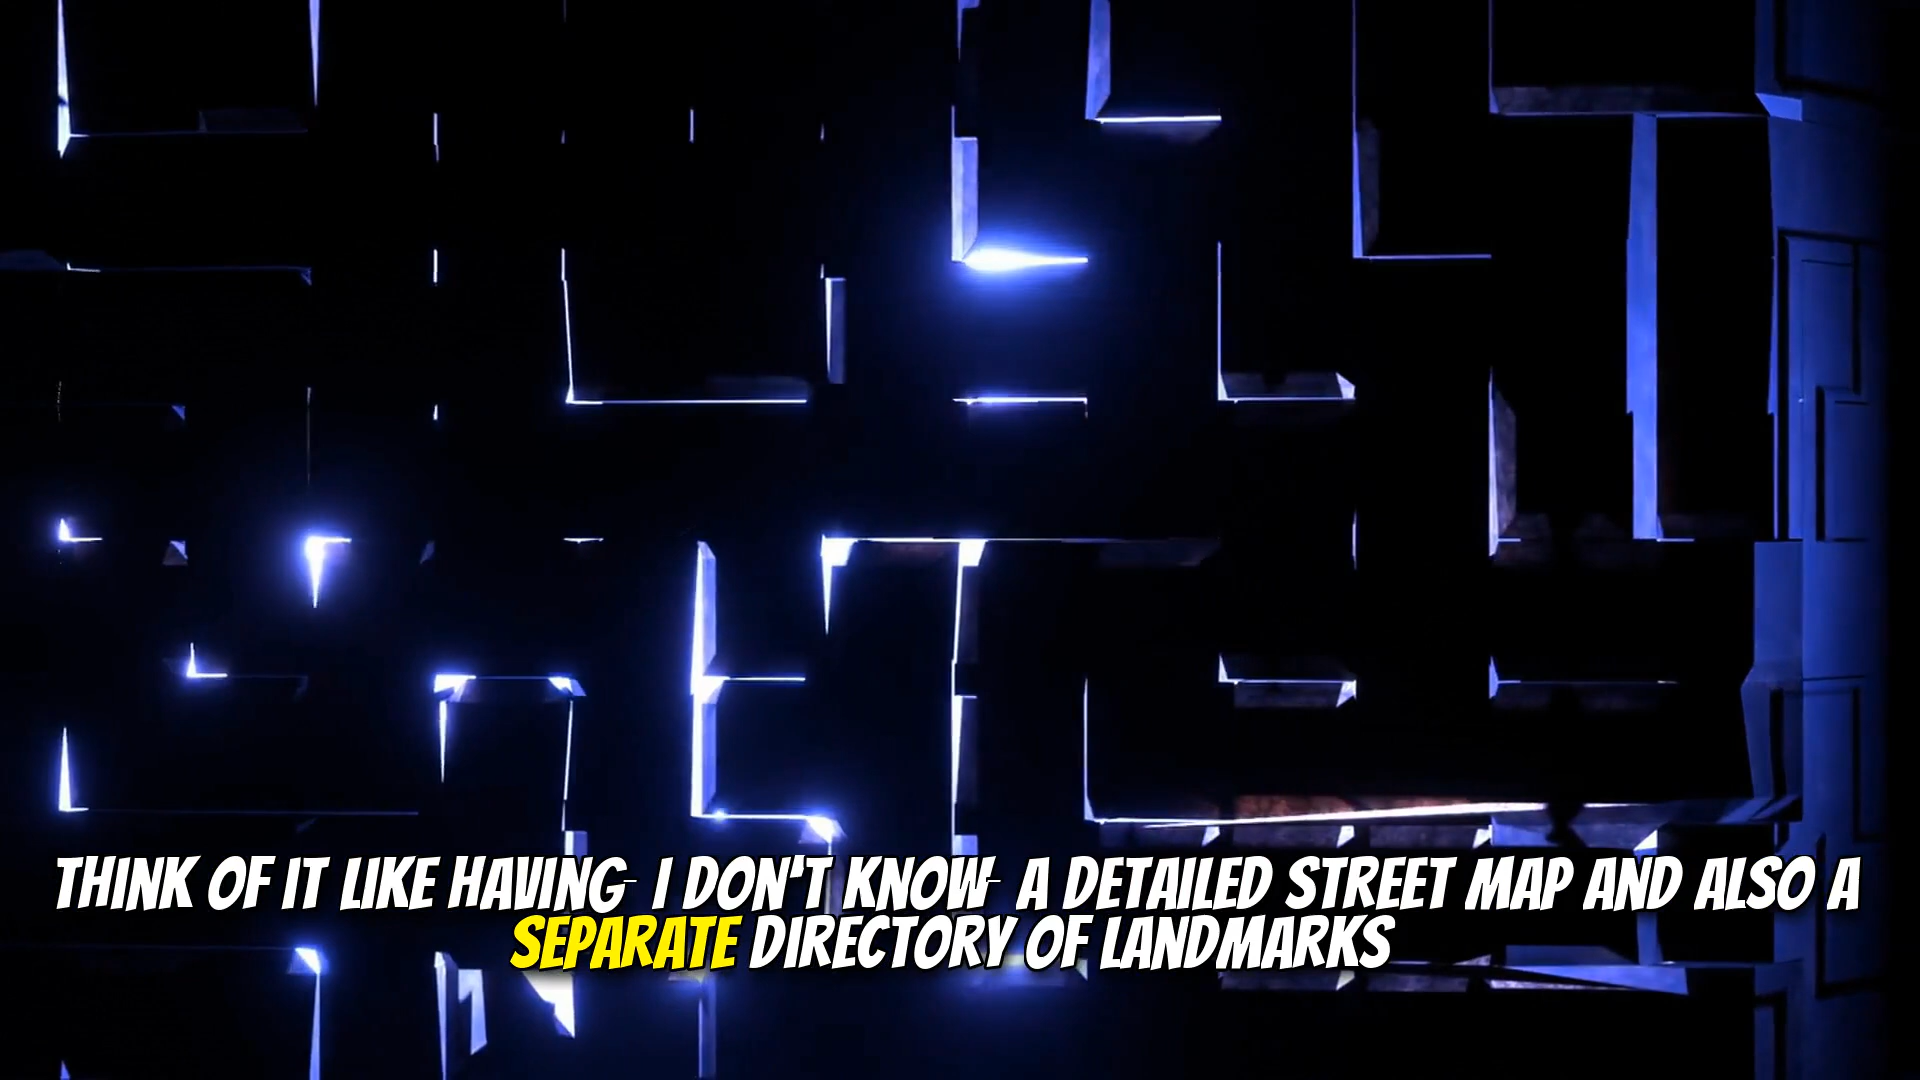 THINK OF IT LIKE HAVING- I DON'T KNOW- A DETAILED STREET MAP AND ALSO A
SEPARATE DIRECTORY OF LANDMARKS